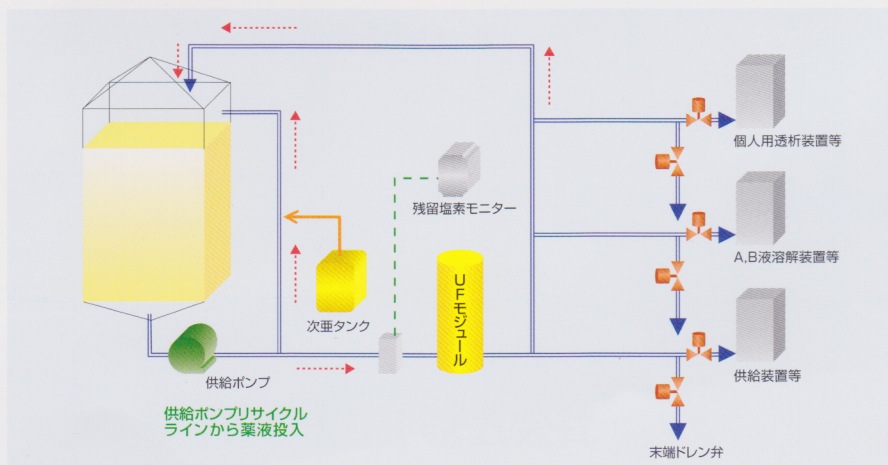 個人用透析装置等
残留塩素モニター
A,B液溶解装置等
次亜タンク
UFモジュール
供給ポンプ
供給装置等
供給ポンプリサイクル
ラインから薬液投入
末端ドレン弁